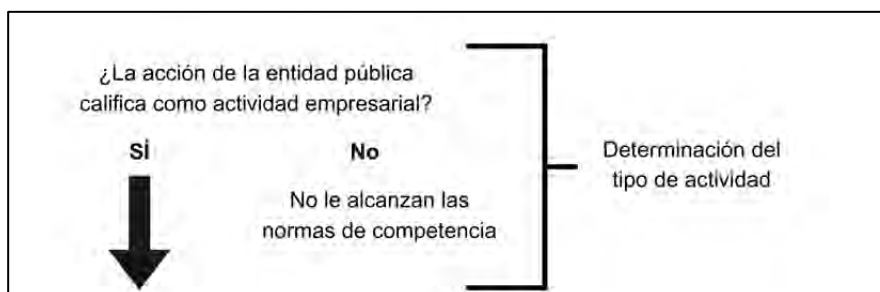 ¿La acción de la entidad pública
califica como actividad empresarial?
SÍ
No
No le alcanzan las
normas de competencia
Determinación del
tipo de actividad